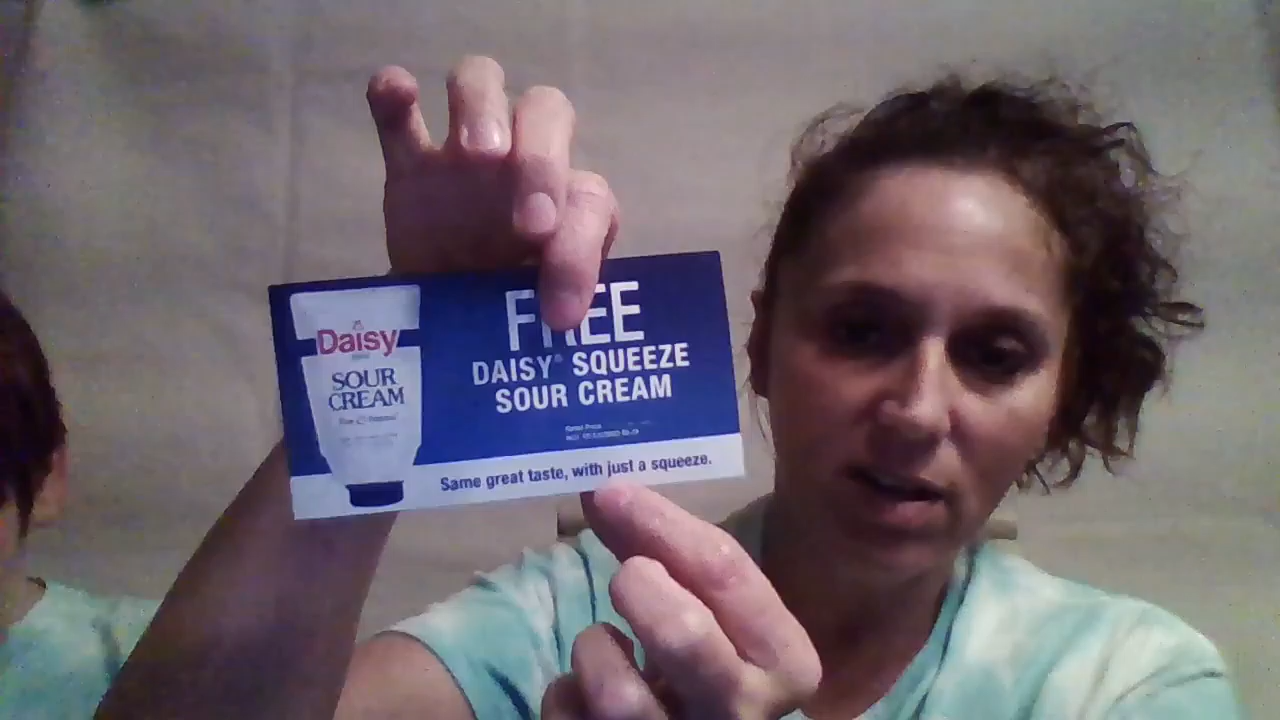 Daisy
SOUR
CREAM
FREE
DAISY® SQUEEZE
SOUR CREAM
Same great taste, with just a squeeze.